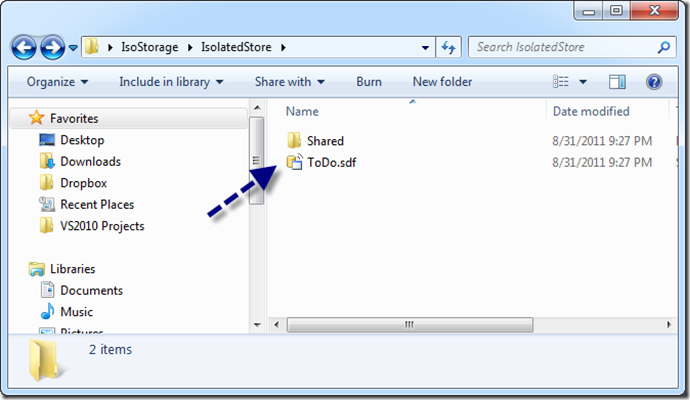 IsoStorage IsolatedStore Search IsolatedStore
Organize Include in library Share with Burn New folder
Name Date modified
Favorites
Desktop
Downloads
Dropbox
Recent Places
VS2010 Projects
Libraries
Documents
Music
Pictures
Shared 8/31/2011 9:27 PM
ToDo.sdf 8/31/2011 9:27 PM
2 items